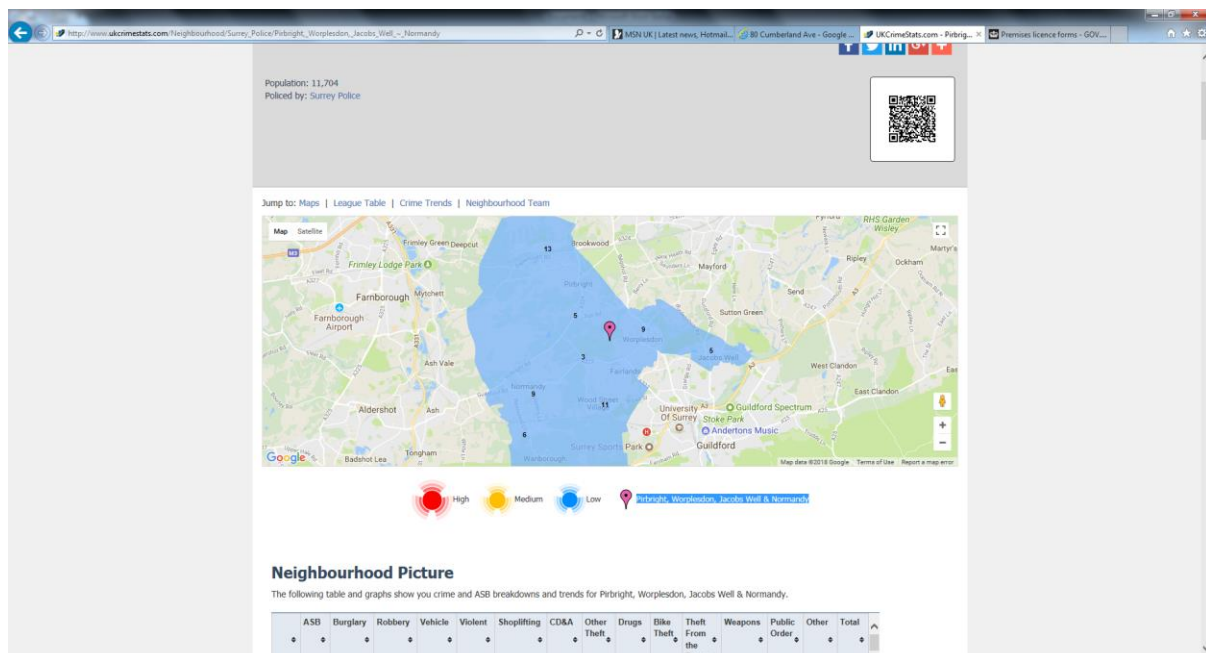 http://www.ukcrimestats.com/Neighbourhood/Surrey_Police/Pirbright,_Worplesdon,_Jacobs_Well_~_Normandy
MSN UK | Latest news, Hotmail...
80 Cumberland Ave - Google ...
UKCrimeStats.com - Pirbrig...
Premises licence forms - GOV....
Population: 11,704
Policed by: Surrey Police
Jump to: Maps | League Table | Crime Trends | Neighbourhood Team
Map Satellite
RHS Garden
Wisley
Martyr's
Frimley Green Deepcut
13
Brookwood
Ripley
Ockham
Frimley Lodge Park
Mayford
Pirbright
Send
Farnborough
Mytchett
Farnborough
Airport
5
Sutton Green
9
Worplesdon
3
5
Jacobs Well
Ash Vale
Fairlands
West Clandon
East Clandon
Normandy
9
Wood Street
Village
11
Aldershot
Ash
University
Of Surrey
Stoke
Park
Guildford Spectrum
Andertons Music
6
Surrey Sports Park
Guildford
Google
Badshot Lea
Tongham
Wanborough
Map data ©2018 Google Terms of Use Report a map error
High
Medium
Low
Pirbright, Worplesdon, Jacobs Well & Normandy
Neighbourhood Picture
The following table and graphs show you crime and ASB breakdowns and trends for Pirbright, Worplesdon, Jacobs Well & Normandy.
ASB Burglary Robbery Vehicle Violent Shoplifting CD&A Other Theft Drugs Bike Theft Theft From the Weapons Public Order Other Total